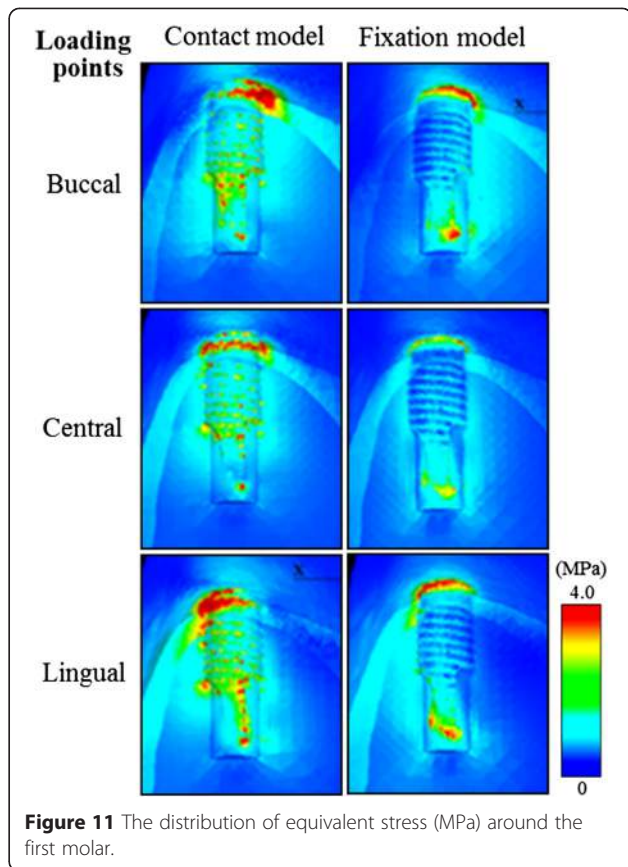 Loading
points
Contact model
Fixation model
x
Buccal
Central
x
(MPa)
4.0
Lingual
0
Figure 11 The distribution of equivalent stress (MPa) around the
first molar.